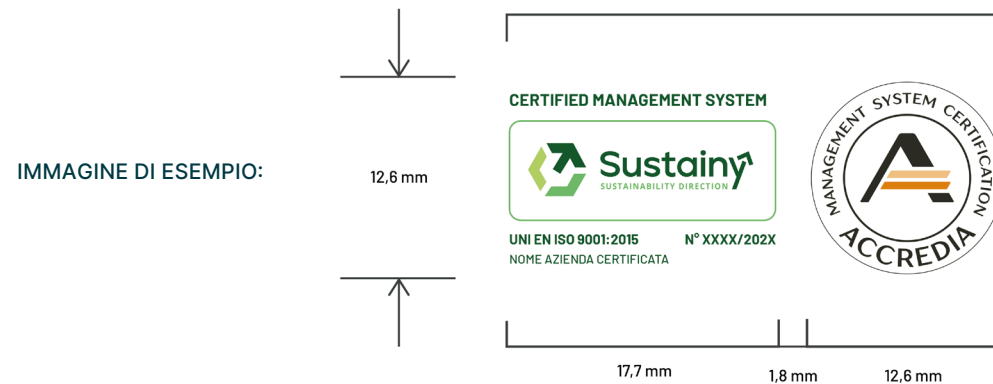 CERTIFIED MANAGEMENT SYSTEM
MANAGEMENT SYSTEM CERTIFICATION
Sustainy
SUSTAINABILITY DIRECTION
IMMAGINE DI ESEMPIO:
12,6 mm
ACCREDIA
UNI EN ISO 9001:2015 N° XXXX/202X
NOME AZIENDA CERTIFICATA
17,7 mm
1,8 mm
12,6 mm